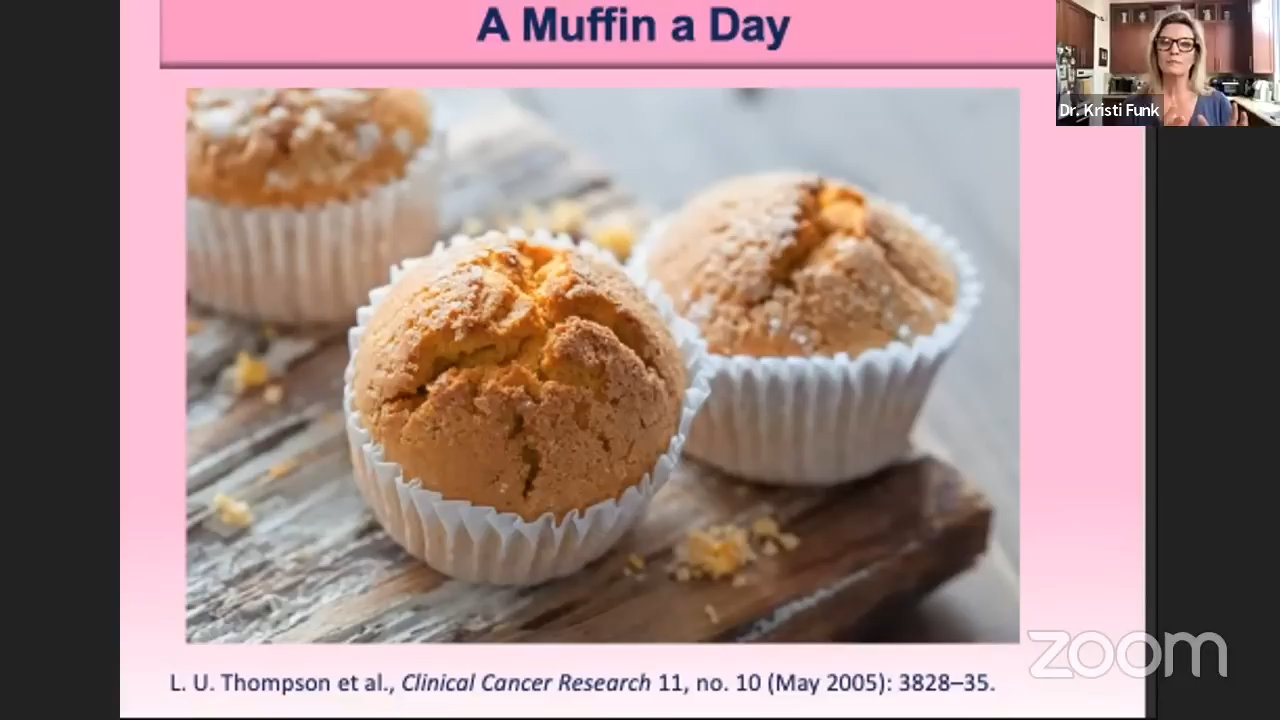 A Muffin a Day
Dr. Kristi Funk
zoom
L. U. Thompson et al., Clinical Cancer Research 11, no. 10 (May 2005): 3828–35.